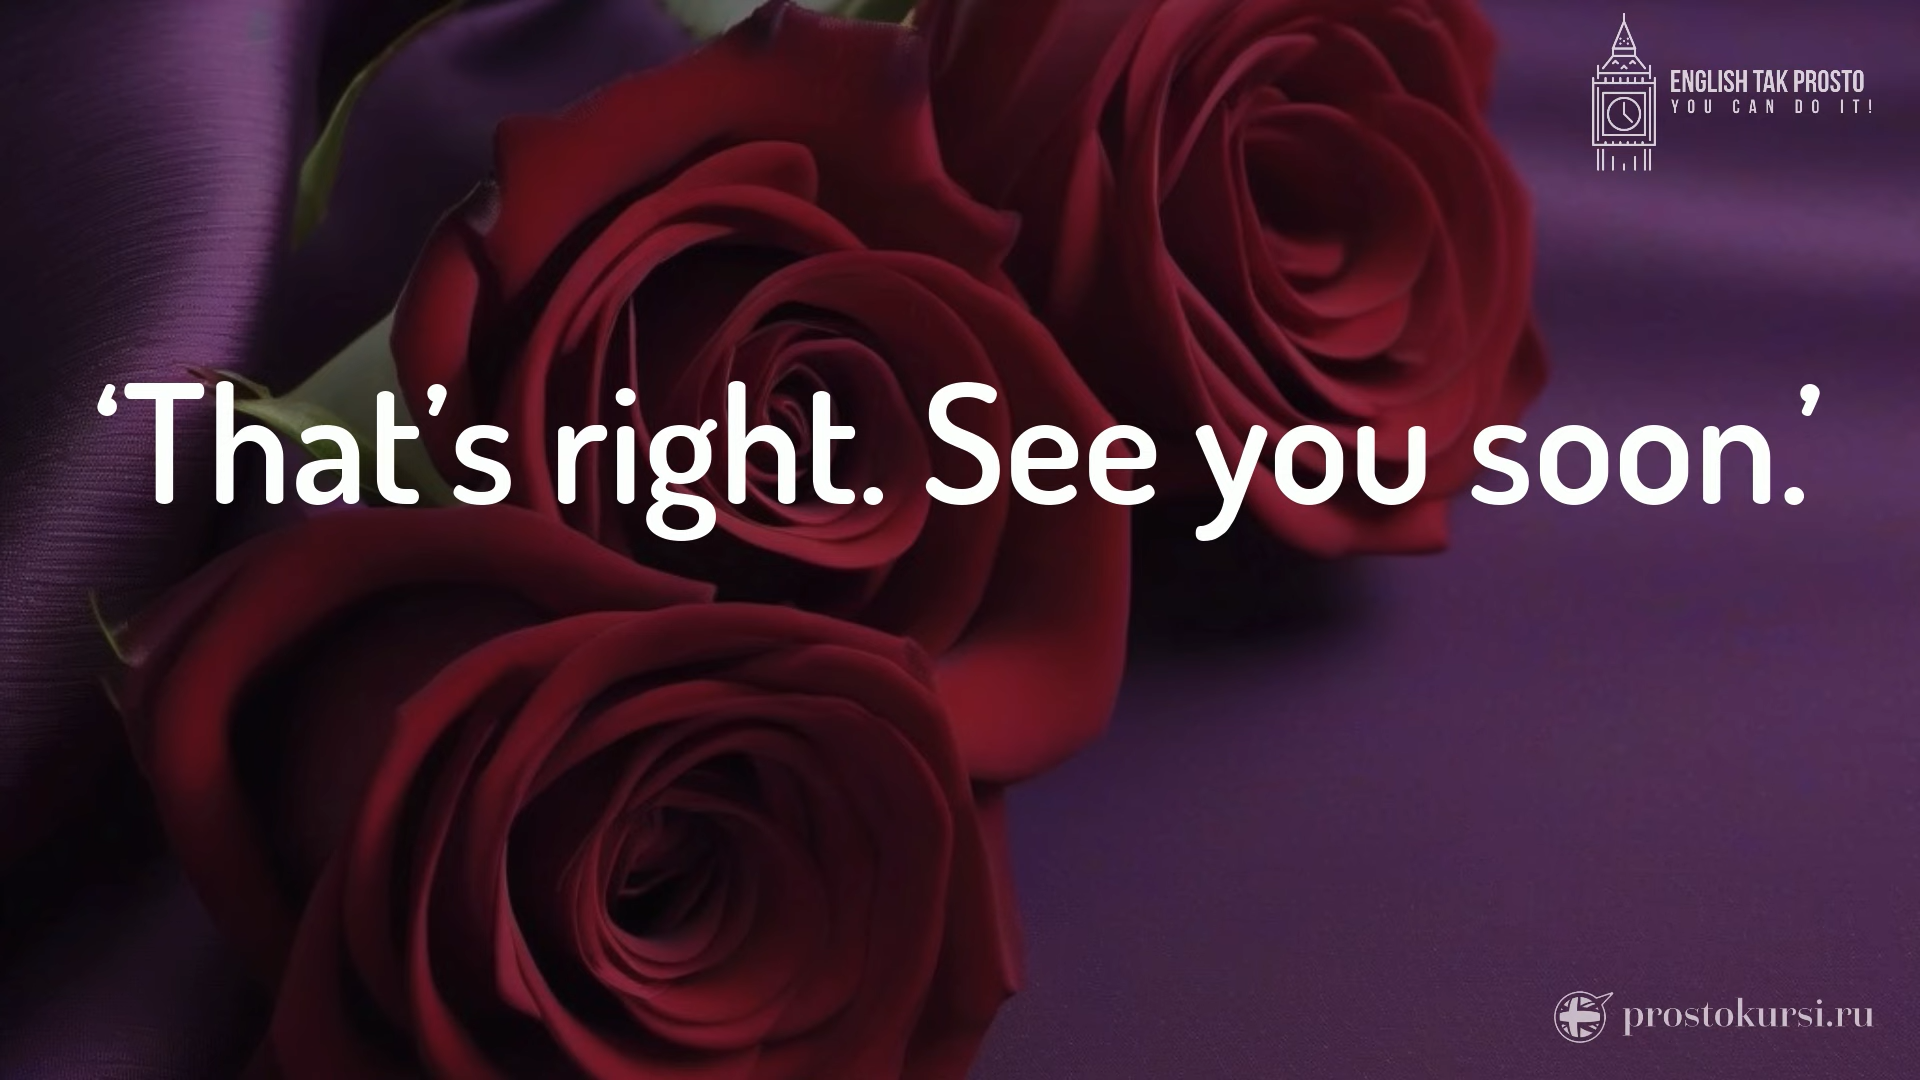 ENGLISH TAK PROSTO
YOU CAN DO IT!
‘That’s right. See you soon.’
prostokursi.ru